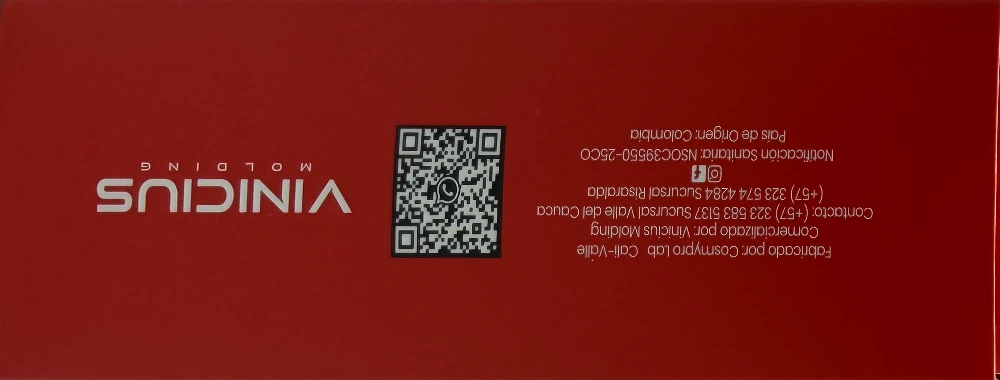 Fabricado por: Cosmypro Lab Cali-Valle
Comercializado por: Vinicius Molding
Contacto: (+57) 323 583 5137 Sucursal Valle del Cauca
(+57) 323 574 4284 Sucursal Risaralda
Notificación Sanitaria: NSOC39550-25CO
País de Origen: Colombia
VINICIUS
MOLDING